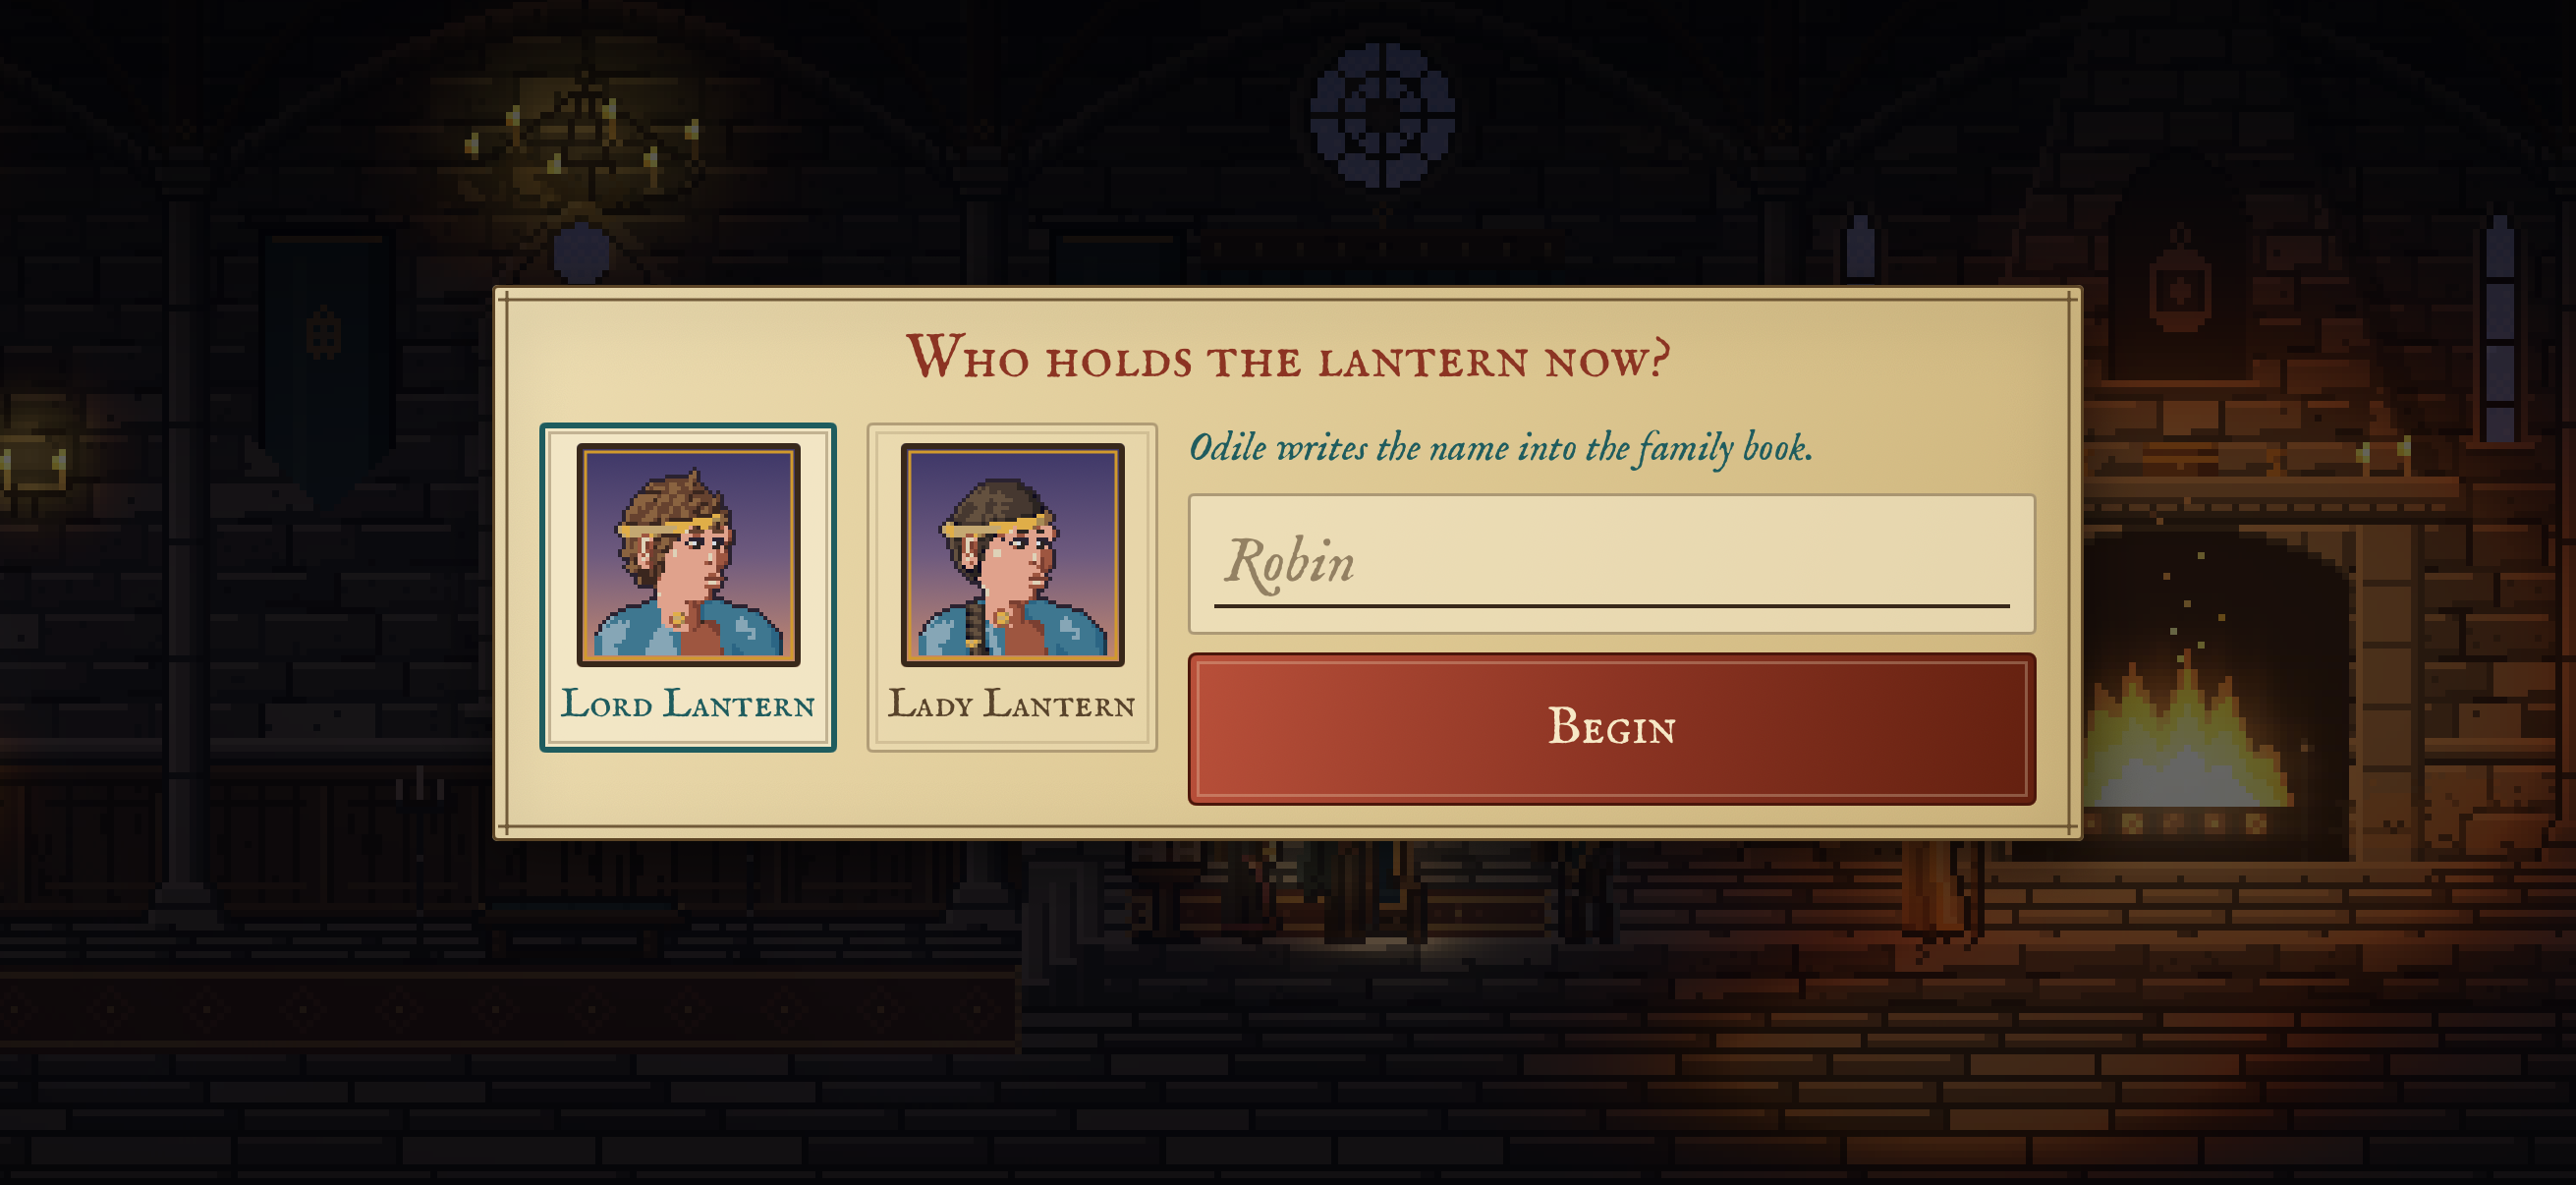 Who holds the lantern now?
Lord Lantern
Lady Lantern
Odile writes the name into the family book.
Robin
Begin